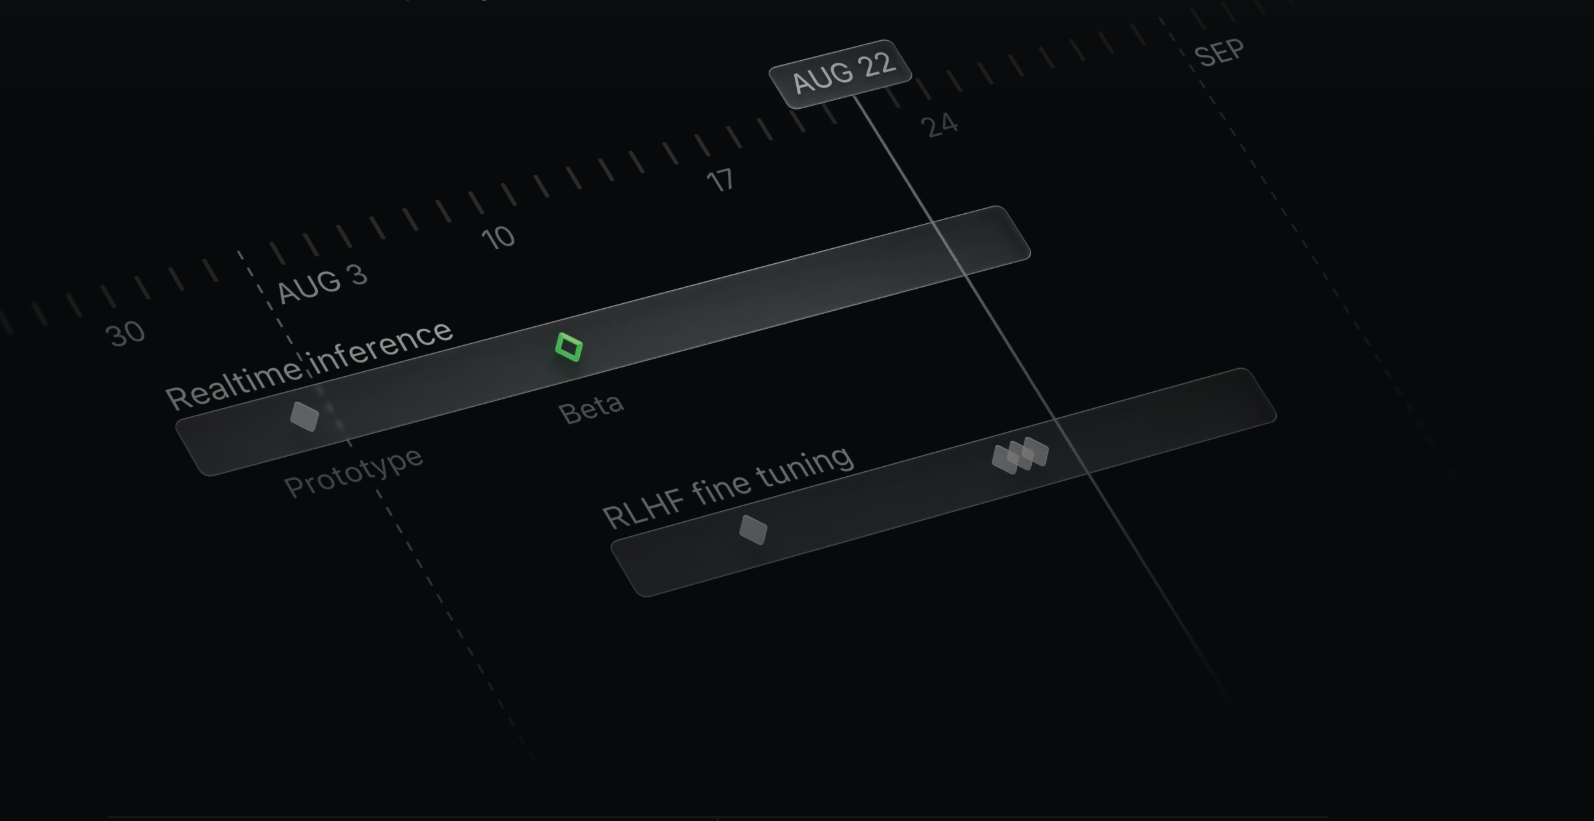 AUG 22
SEP
24
17
10
AUG 3
30
Realtime inference
Beta
Prototype
RLHF fine tuning